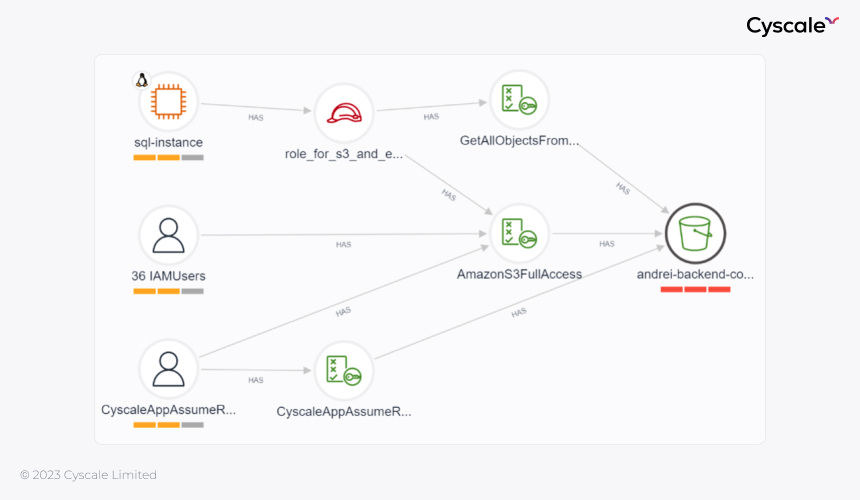 Cyscale
HAS
HAS
sql-instance
role_for_s3_and_e...
GetAllObjectsFrom...
HAS
HAS
HAS
HAS
36 IAMUsers
AmazonS3FullAccess
andrei-backend-co...
HAS
HAS
HAS
CyscaleAppAssumeR...
CyscaleAppAssumeR...
© 2023 Cyscale Limited